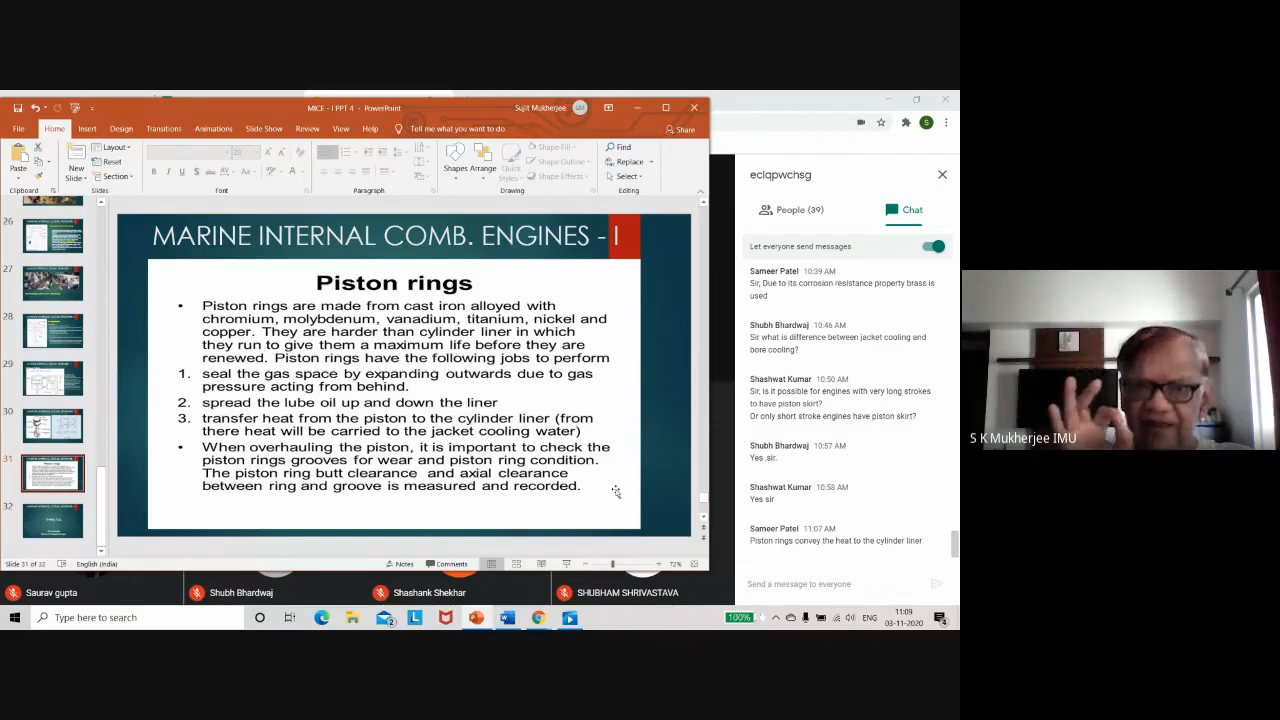 MICE - I PPT 4 - PowerPoint
Sujit Mukherjee
SM
File Home Insert Design Transitions Animations Slide Show Review View Help Tell me what you want to do
Share
Paste
New
Slide
Layout
Reset
Section
28
Shapes Arrange
Quick
Styles
Shape Fill
Shape Outline
Shape Effects
Find
Replace
Select
Clipboard Slides Font Paragraph Drawing Editing
26
27
28
29
30
31
32
MARINE INTERNAL COMB. ENGINES - I
Piston rings
• Piston rings are made from cast iron alloyed with
chromium, molybdenum, vanadium, titanium, nickel and
copper. They are harder than cylinder liner in which
they run to give them a maximum life before they are
renewed. Piston rings have the following jobs to perform
1. seal the gas space by expanding outwards due to gas
pressure acting from behind.
2. spread the lube oil up and down the liner
3. transfer heat from the piston to the cylinder liner (from
there heat will be carried to the jacket cooling water)
• When overhauling the piston, it is important to check the
piston rings grooves for wear and piston ring condition.
The piston ring butt clearance and axial clearance
between ring and groove is measured and recorded.
Slide 31 of 32 English (India) Notes Comments 72%
Saurav gupta
Shubh Bhardwaj
Shashank Shekhar
SHUBHAM SHRIVASTAVA
S
eclqpwchsg
People (39)
Chat
Let everyone send messages
Sameer Patel 10:39 AM
Sir, Due to its corrosion resistance property brass is
used
Shubh Bhardwaj 10:46 AM
Sir what is difference between jacket cooling and
bore cooling?
Shashwat Kumar 10:50 AM
Sir, is it possible for engines with very long strokes
to have piston skirt?
Or only short stroke engines have piston skirt?
Shubh Bhardwaj 10:57 AM
Yes .sir.
Shashwat Kumar 10:58 AM
Yes sir
Sameer Patel 11:07 AM
Piston rings convey the heat to the cylinder liner
Send a message to everyone
S K Mukherjee IMU
Type here to search
2
L
100%
ENG
11:09
03-11-2020
4